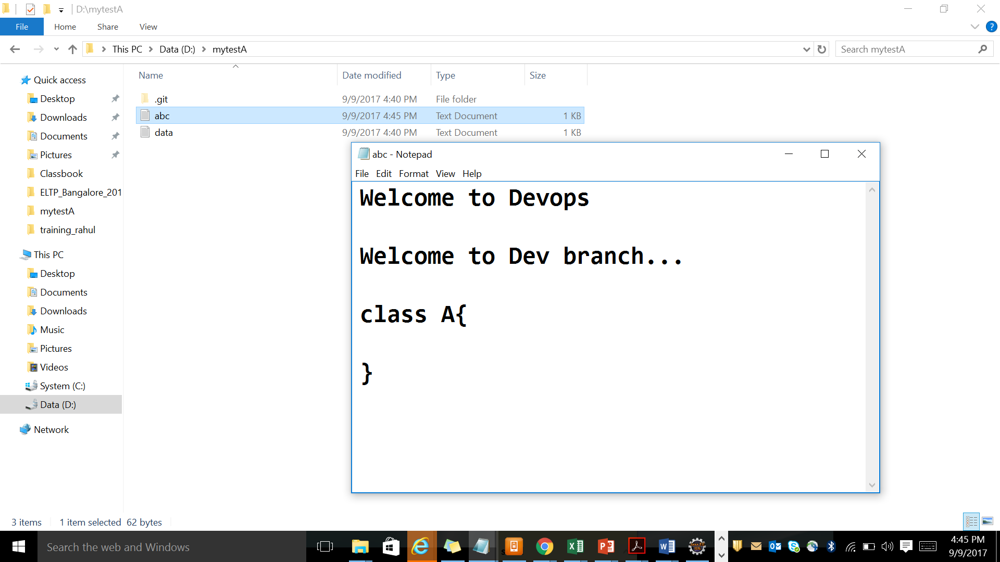 D:\mytestA
File Home Share View
This PC Data (D:) mytestA Search mytestA
Name Date modified Type Size
.git 9/9/2017 4:40 PM File folder
abc 9/9/2017 4:45 PM Text Document 1 KB
data 9/9/2017 4:40 PM Text Document 1 KB
Quick access
Desktop
Downloads
Documents
Pictures
Classbook
ELTP_Bangalore_201
mytestA
training_rahul
This PC
Desktop
Documents
Downloads
Music
Pictures
Videos
System (C:)
Data (D:)
Network
abc - Notepad
File Edit Format View Help
Welcome to Devops
Welcome to Dev branch...
class A{
}
3 items 1 item selected 62 bytes
Search the web and Windows
4:45 PM
9/9/2017